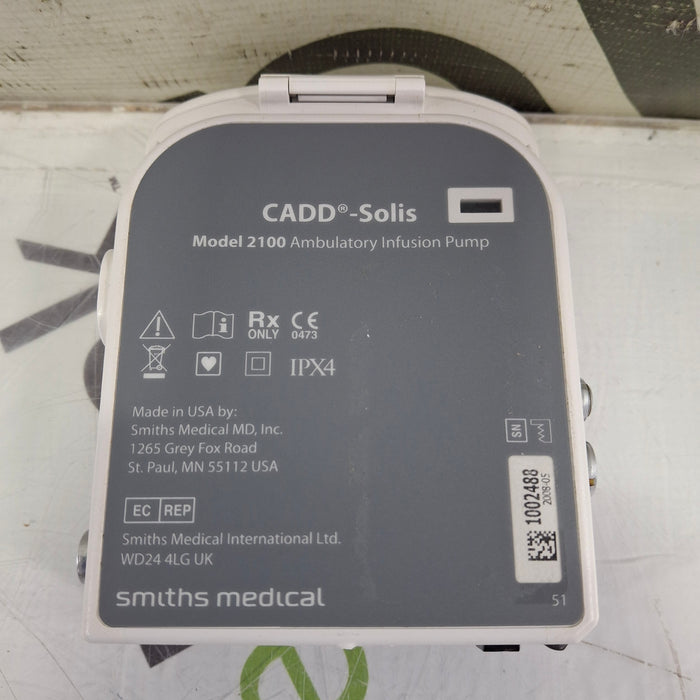 CADD®-Solis
Model 2100 Ambulatory Infusion Pump
Rx ONLY
CE 0473
IPX4
Made in USA by:
Smiths Medical MD, Inc.
1265 Grey Fox Road
St. Paul, MN 55112 USA
SN
1002488
2008-05
EC REP
Smiths Medical International Ltd.
WD24 4LG UK
smiths medical
51